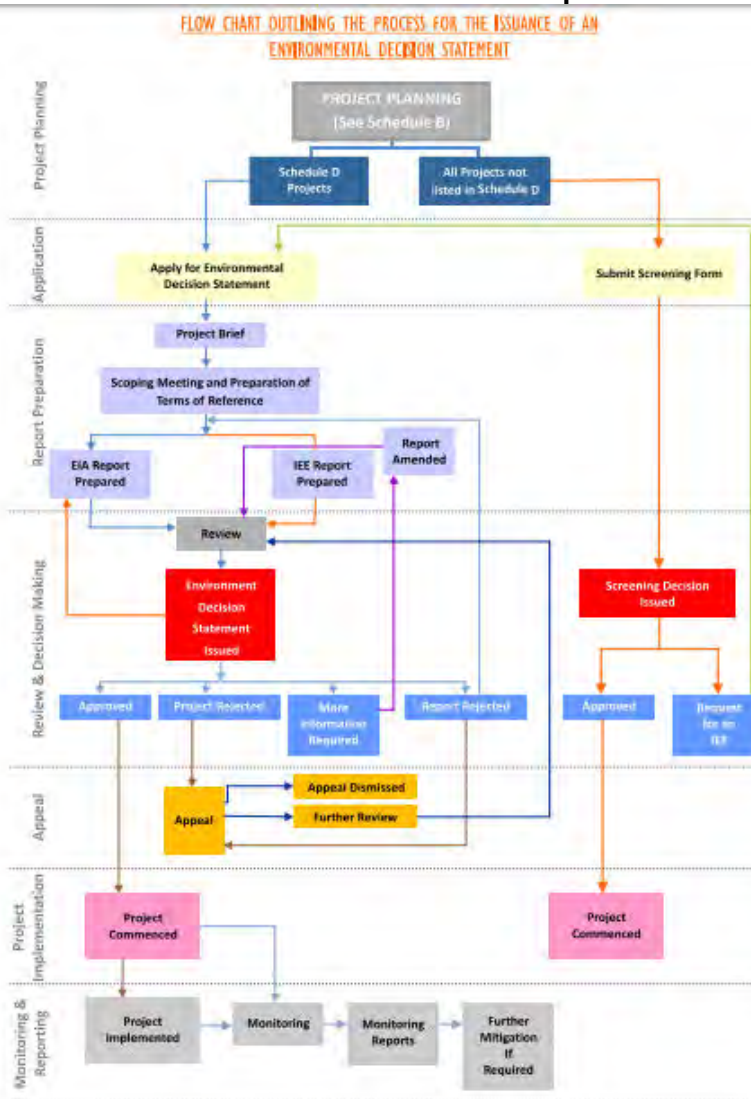 FLOW CHART OUTLINING THE PROCESS FOR THE ISSUANCE OF AN
ENVIRONMENTAL DECISION STATEMENT
Project Planning
PROJECT PLANNING
(See Schedule B)
Schedule D
Projects
All Projects not
listed in Schedule D
Application
Apply for Environmental
Decision Statement
Submit Screening Form
Report Preparation
Project Brief
Scoping Meeting and Preparation of
Terms of Reference
EIA Report
Prepared
IEE Report
Prepared
Report
Amended
Review & Decision Making
Review
Environment
Decision
Statement
Issued
Screening Decision
Issued
Approved
Project Rejected
More
Information
Required
Report Rejected
Approved
Request
for an
IEE
Appeal
Appeal
Appeal Dismissed
Further Review
Project
Implementation
Project
Commenced
Project
Commenced
Monitoring &
Reporting
Project
Implemented
Monitoring
Monitoring
Reports
Further
Mitigation
If
Required